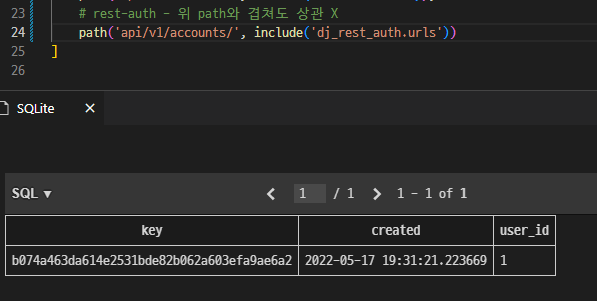 23 # rest-auth - 위 path와 겹쳐도 상관 X
24 path('api/v1/accounts/', include('dj_rest_auth.urls'))
25 ]
26
SQLite ×
SQL ▼ < 1 / 1 > 1 - 1 of 1
key created user_id
b074a463da614e2531bde82b062a603efa9ae6a2 2022-05-17 19:31:21.223669 1